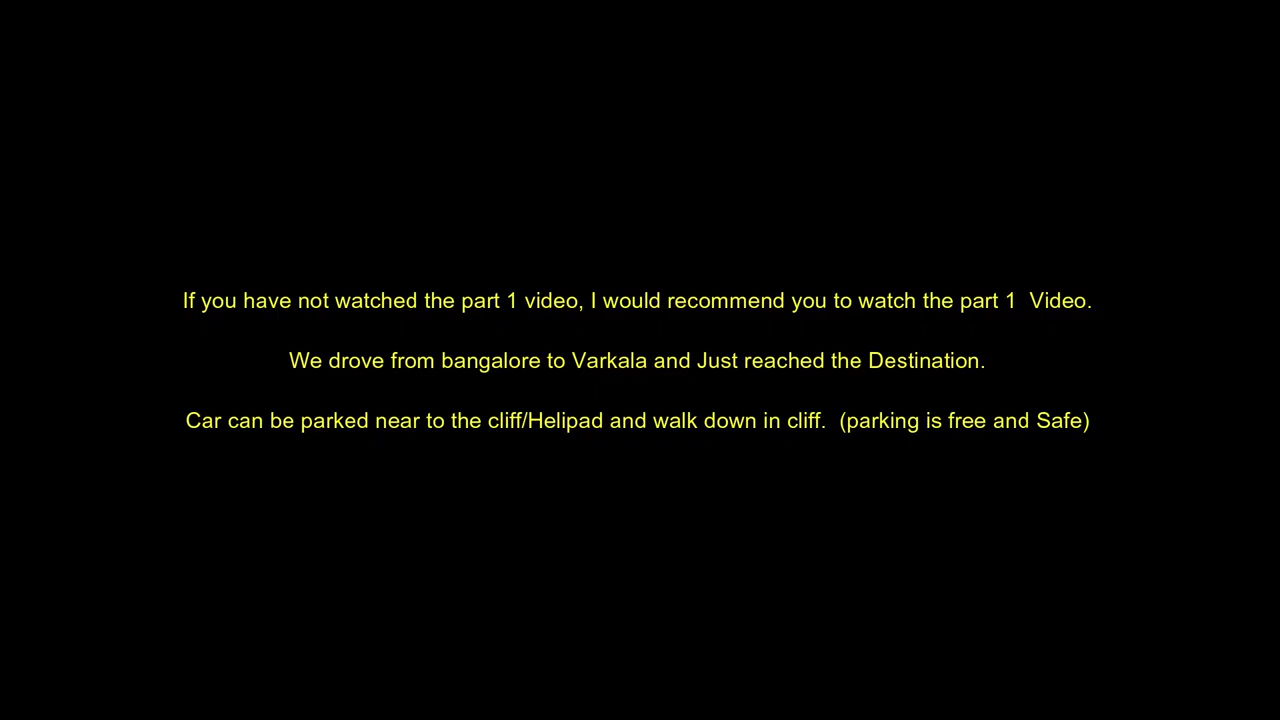 If you have not watched the part 1 video, I would recommend you to watch the part 1  Video.
We drove from bangalore to Varkala and Just reached the Destination.
Car can be parked near to the cliff/Helipad and walk down in cliff.  (parking is free and Safe)